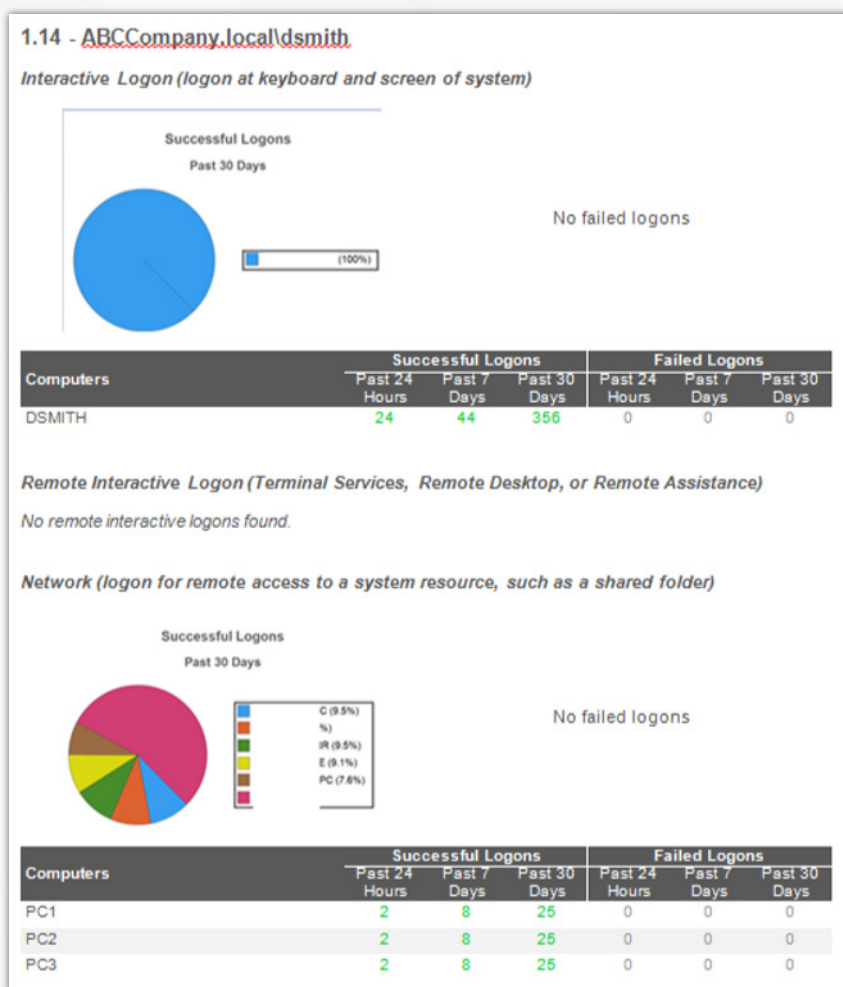 1.14 - ABCCompany.local\dsmith
Interactive Logon (logon at keyboard and screen of system)
Successful Logons
Past 30 Days
(100%)
No failed logons
Successful Logons Failed Logons
Computers Past 24 Hours Past 7 Days Past 30 Days Past 24 Hours Past 7 Days Past 30 Days
DSMITH 24 44 356 0 0 0
Remote Interactive Logon (Terminal Services, Remote Desktop, or Remote Assistance)
No remote interactive logons found.
Network (logon for remote access to a system resource, such as a shared folder)
Successful Logons
Past 30 Days
C (9.5%)
%)
IR (9.5%)
E (9.1%)
PC (7.6%)
No failed logons
Successful Logons Failed Logons
Computers Past 24 Hours Past 7 Days Past 30 Days Past 24 Hours Past 7 Days Past 30 Days
PC1 2 8 25 0 0 0
PC2 2 8 25 0 0 0
PC3 2 8 25 0 0 0